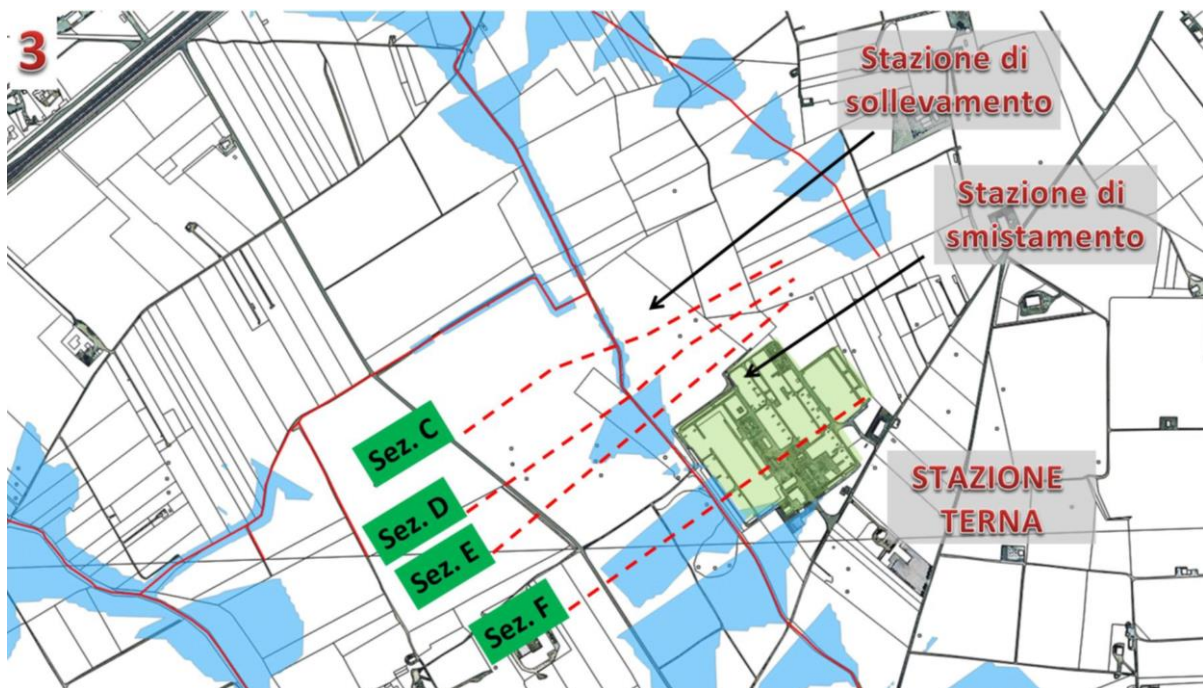 3
Stazione di
sollevamento
Stazione di
smistamento
Sez. C
Sez. D
Sez. E
Sez. F
STAZIONE
TERNA